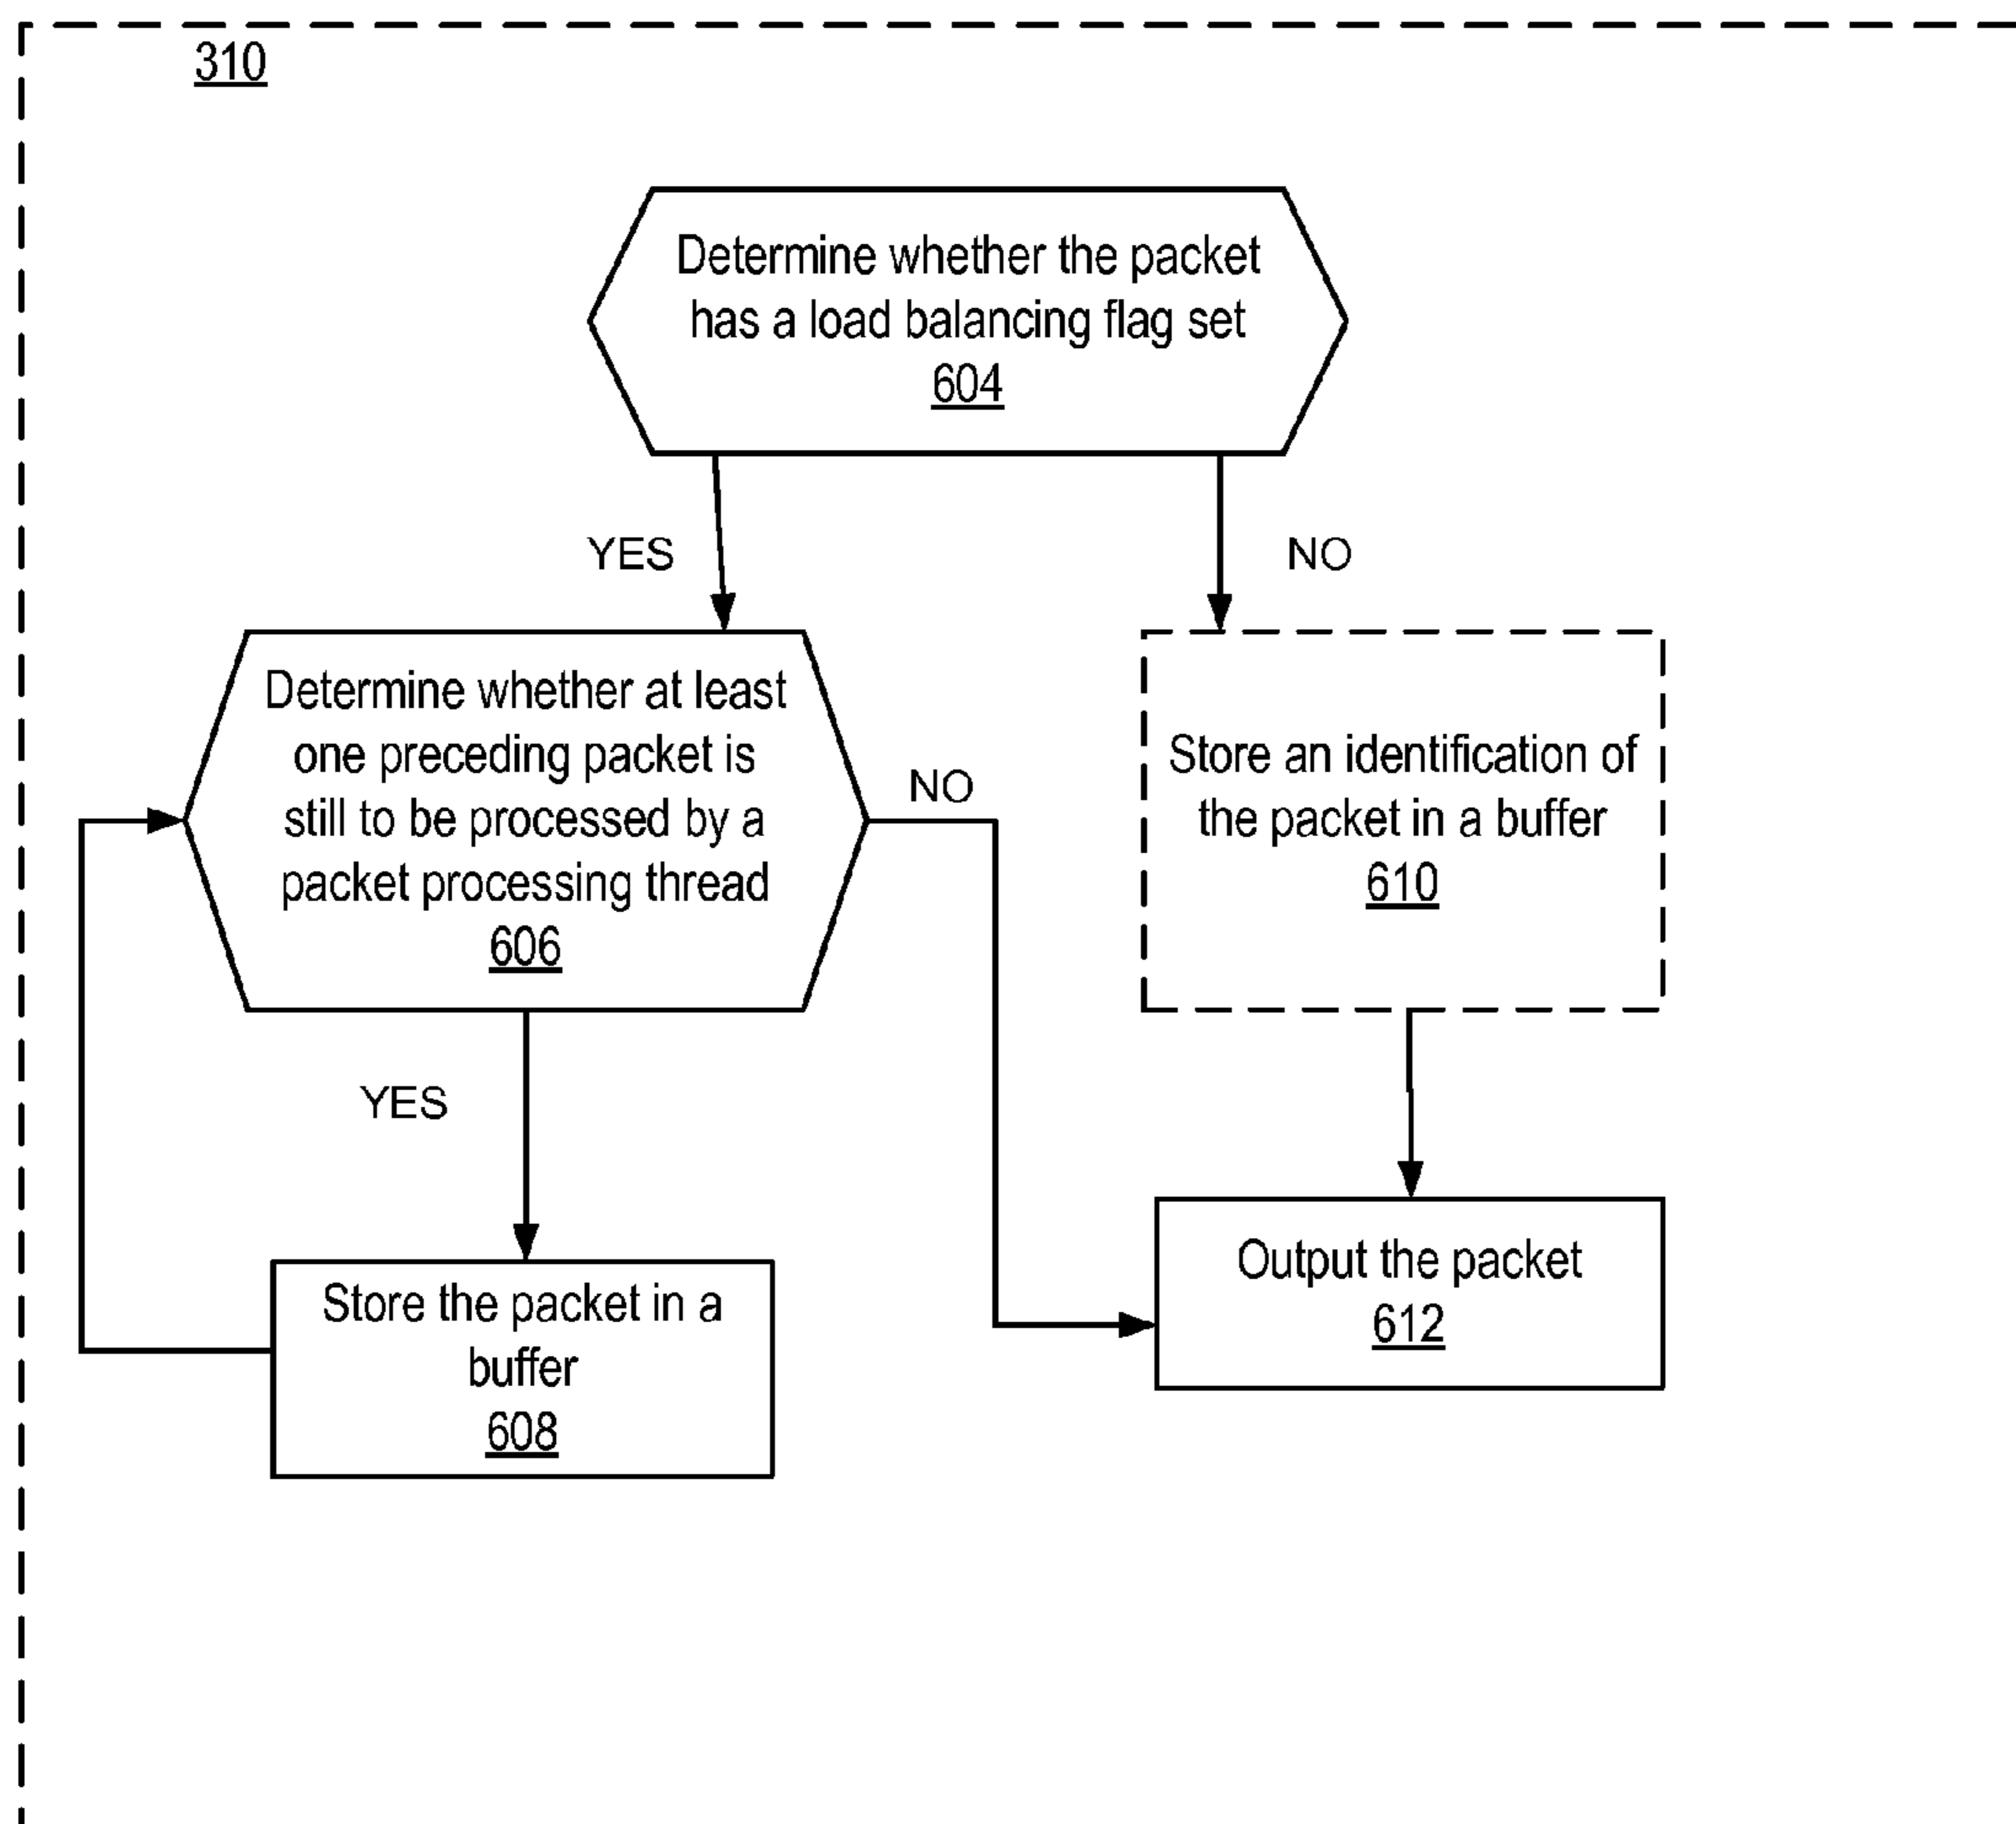 310
Determine whether the packet
has a load balancing flag set
604
YES
NO
Determine whether at least
one preceding packet is
still to be processed by a
packet processing thread
606
NO
Store an identification of
the packet in a buffer
610
YES
Store the packet in a
buffer
608
Output the packet
612